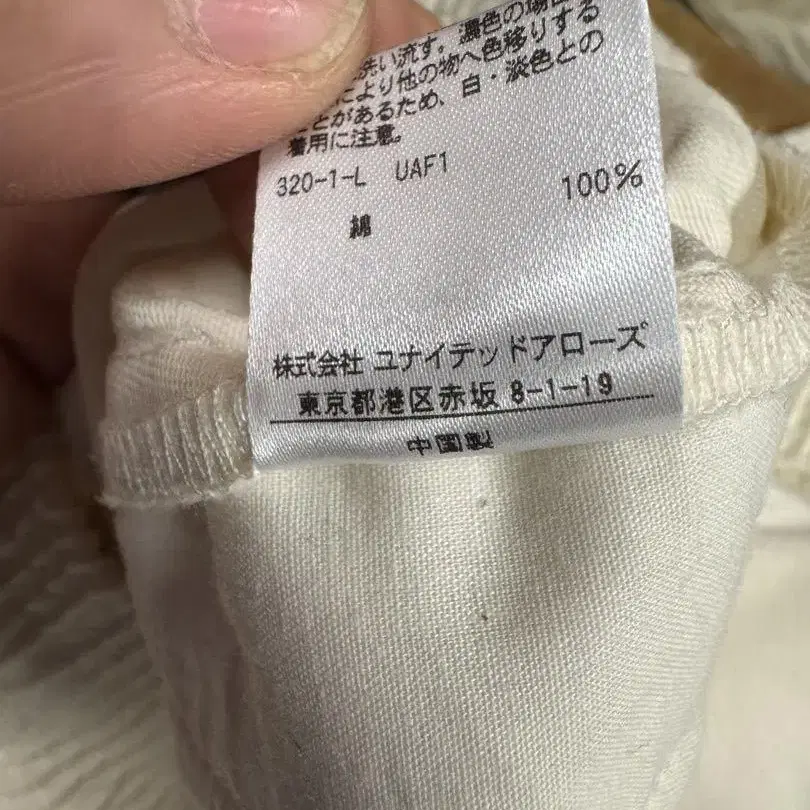 洗い流す。濃色の場合
により他の物へ色移りする
ことがあるため、白・淡色との
着用に注意。
320-1-L UAF1
綿 100%
株式会社 ユナイテッドアローズ
東京都港区赤坂 8-1-19
中国製